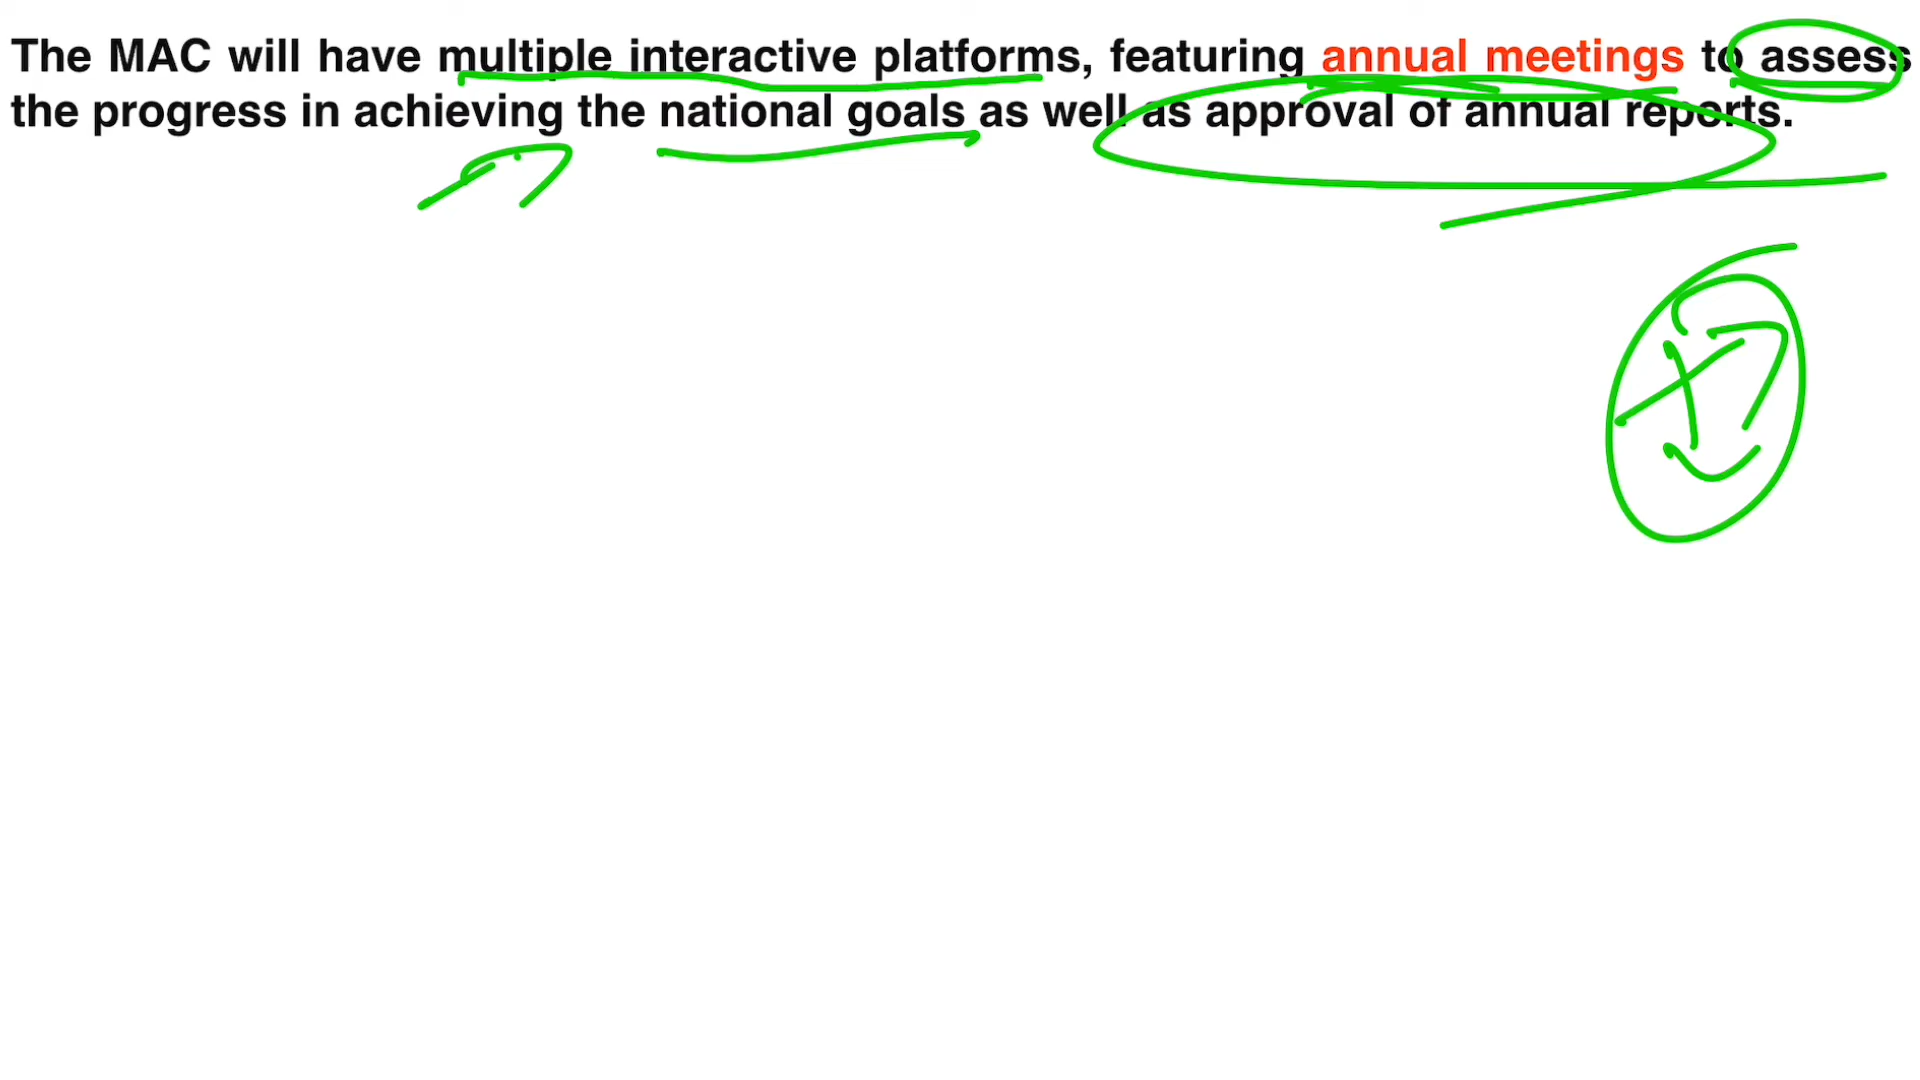 The MAC will have multiple interactive platforms, featuring annual meetings to assess
the progress in achieving the national goals as well as approval of annual reports.